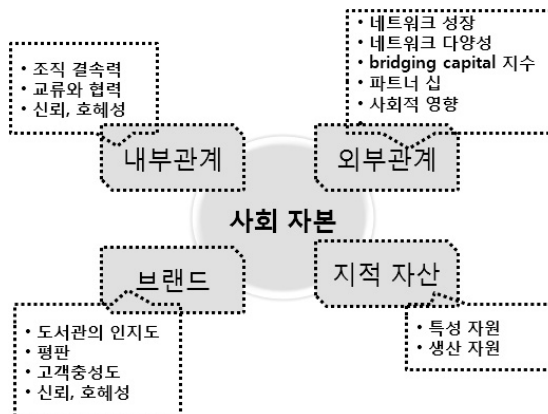 • 조직 결속력
• 교류와 협력
• 신뢰, 호혜성
내부관계
• 네트워크 성장
• 네트워크 다양성
• bridging capital 지수
• 파트너 십
• 사회적 영향
외부관계
사회 자본
브랜드
• 도서관의 인지도
• 평판
• 고객충성도
• 신뢰, 호혜성
지적 자산
• 특성 자원
• 생산 자원